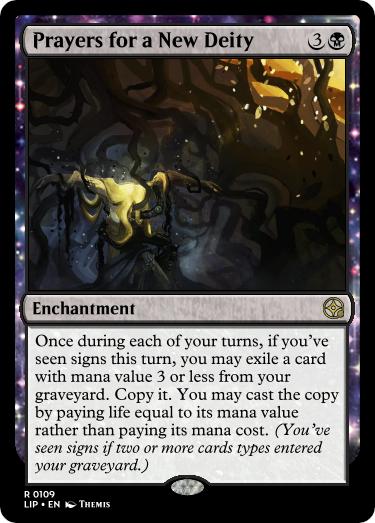 Prayers for a New Deity 3
Enchantment
Once during each of your turns, if you've
seen signs this turn, you may exile a card
with mana value 3 or less from your
graveyard. Copy it. You may cast the copy
by paying life equal to its mana value
rather than paying its mana cost. (You've
seen signs if two or more cards types entered
your graveyard.)
R 0109
LIP • EN Themis